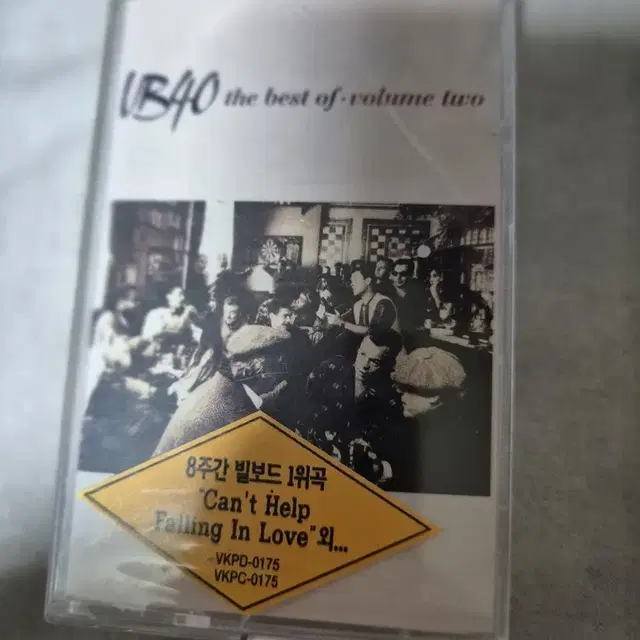 UB40 the best of · volume two
8주간 빌보드 1위곡
"Can't Help
Falling In Love"외...
VKPD-0175
VKPC-0175